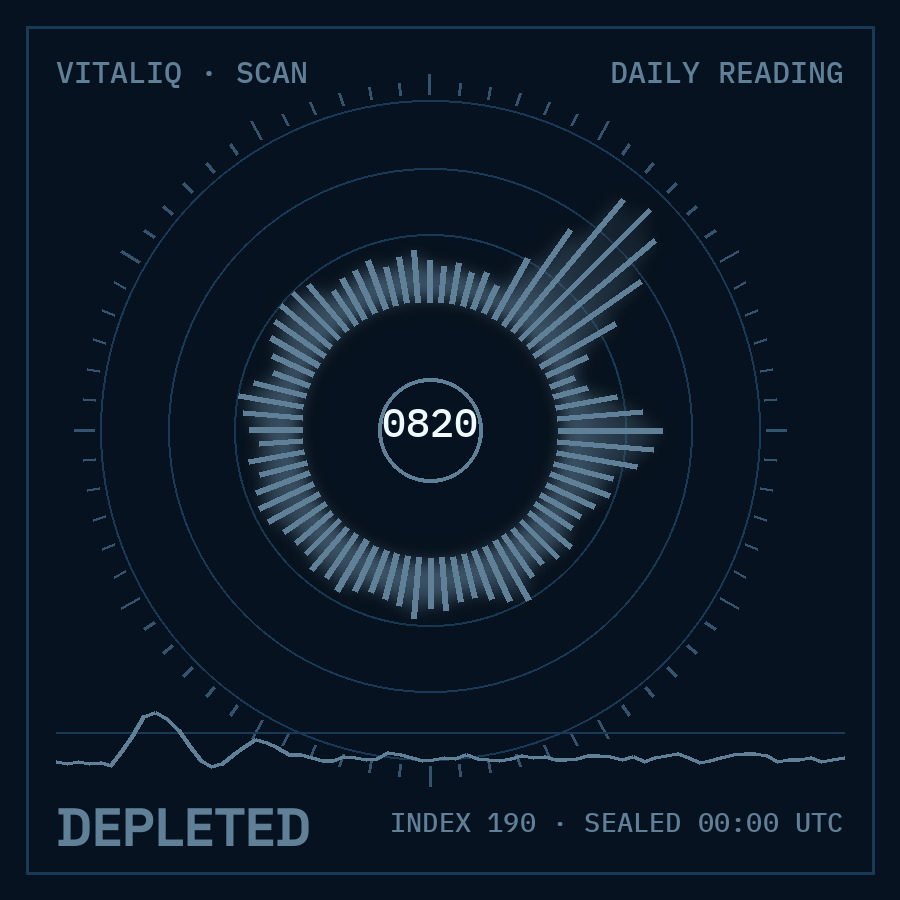 VITALIQ · SCAN
DAILY READING
0820
DEPLETED
INDEX 190 · SEALED 00:00 UTC